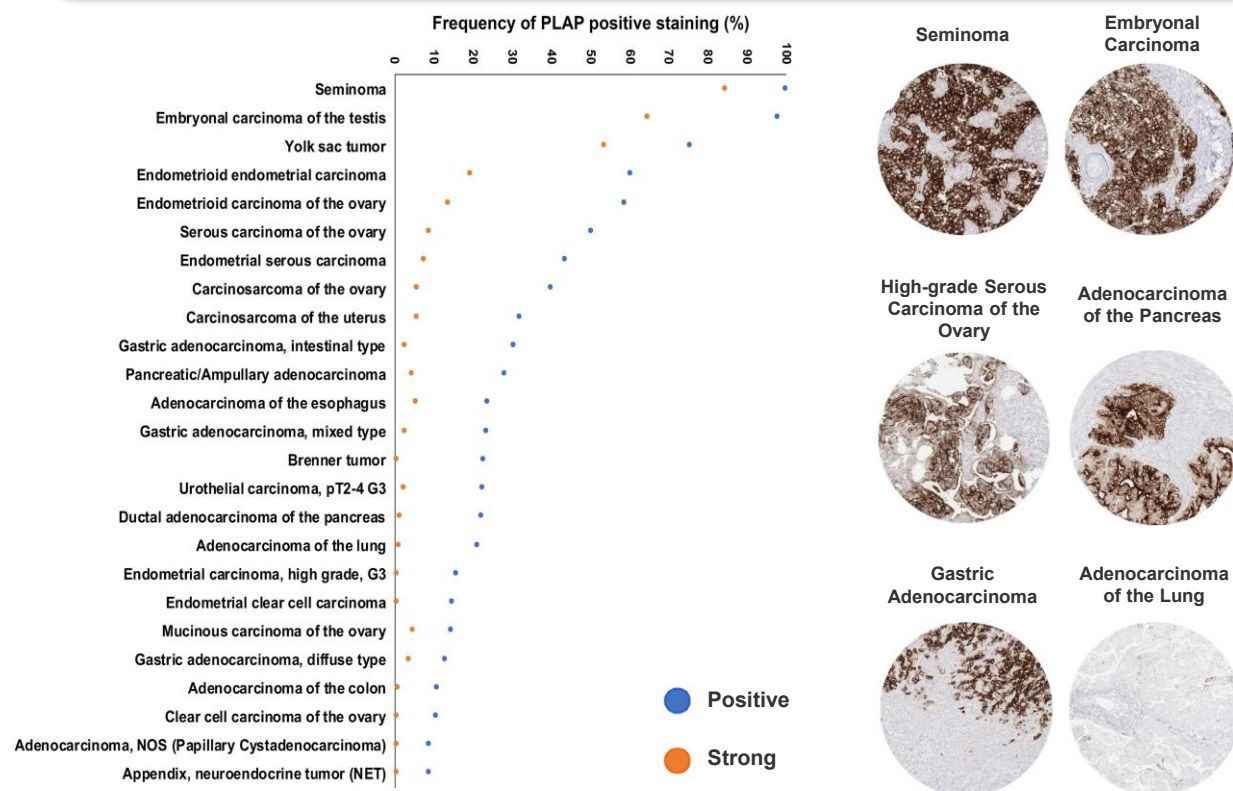 Frequency of PLAP positive staining (%)
0 10 20 30 40 50 60 70 80 90 100
Seminoma
Embryonal carcinoma of the testis
Yolk sac tumor
Endometrioid endometrial carcinoma
Endometrioid carcinoma of the ovary
Serous carcinoma of the ovary
Endometrial serous carcinoma
Carcinosarcoma of the ovary
Carcinosarcoma of the uterus
Gastric adenocarcinoma, intestinal type
Pancreatic/Ampullary adenocarcinoma
Adenocarcinoma of the esophagus
Gastric adenocarcinoma, mixed type
Brenner tumor
Urothelial carcinoma, pT2-4 G3
Ductal adenocarcinoma of the pancreas
Adenocarcinoma of the lung
Endometrial carcinoma, high grade, G3
Endometrial clear cell carcinoma
Mucinous carcinoma of the ovary
Gastric adenocarcinoma, diffuse type
Adenocarcinoma of the colon
Clear cell carcinoma of the ovary
Adenocarcinoma, NOS (Papillary Cystadenocarcinoma)
Appendix, neuroendocrine tumor (NET)
Positive
Strong
Seminoma
Embryonal
Carcinoma
High-grade Serous
Carcinoma of the
Ovary
Adenocarcinoma
of the Pancreas
Gastric
Adenocarcinoma
Adenocarcinoma
of the Lung